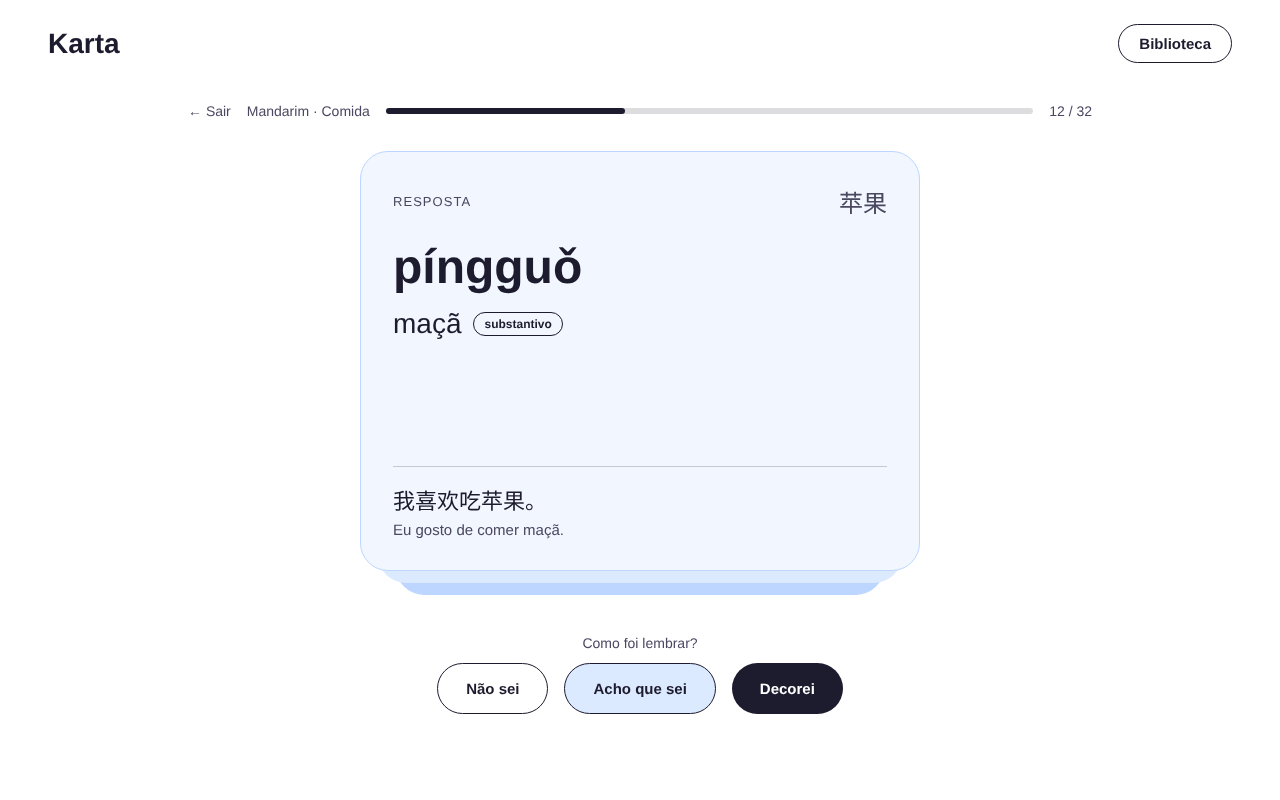 Karta
Biblioteca
← Sair
Mandarim · Comida
12 / 32
RESPOSTA
苹果
píngguǒ
maçã
substantivo
我喜欢吃苹果。
Eu gosto de comer maçã.
Como foi lembrar?
Não sei
Acho que sei
Decorei